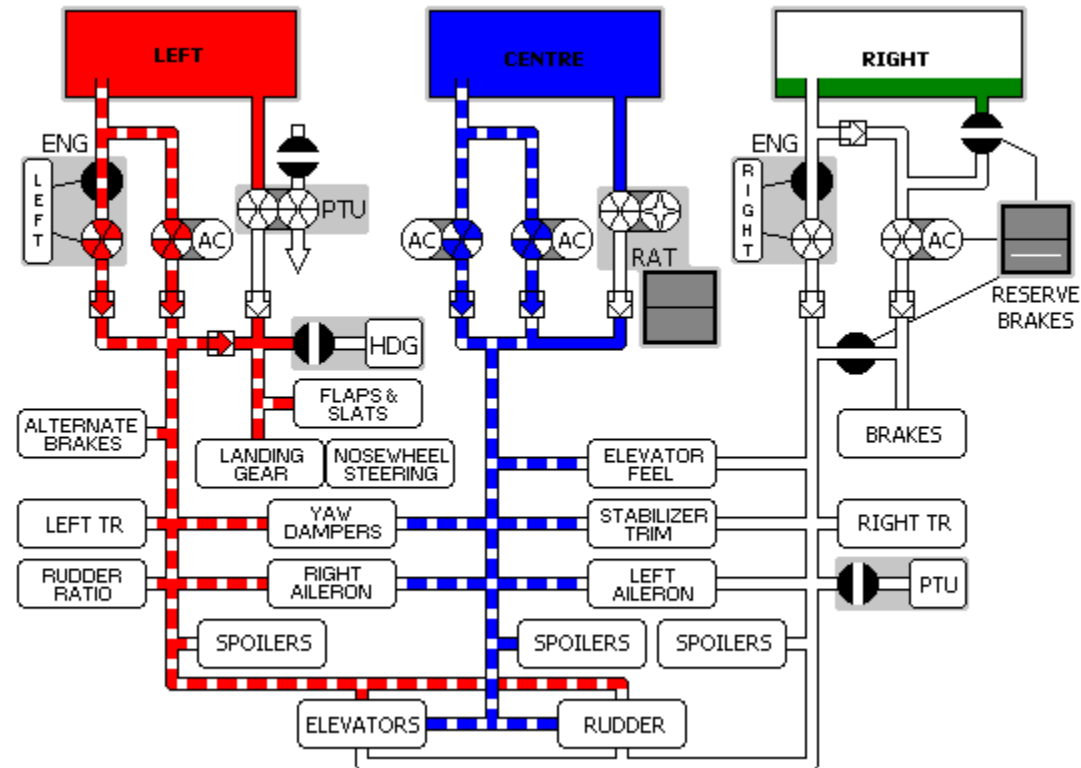 LEFT
CENTRE
RIGHT
ENG
ENG
LEFT
RIGHT
PTU
AC
AC
AC
AC
RAT
RESERVE
BRAKES
HDG
FLAPS &
SLATS
ALTERNATE
BRAKES
LANDING
GEAR
NOSEWHEEL
STEERING
ELEVATOR
FEEL
BRAKES
LEFT TR
YAW
DAMPERS
STABILIZER
TRIM
RIGHT TR
RUDDER
RATIO
RIGHT
AILERON
LEFT
AILERON
PTU
SPOILERS
SPOILERS
SPOILERS
ELEVATORS
RUDDER